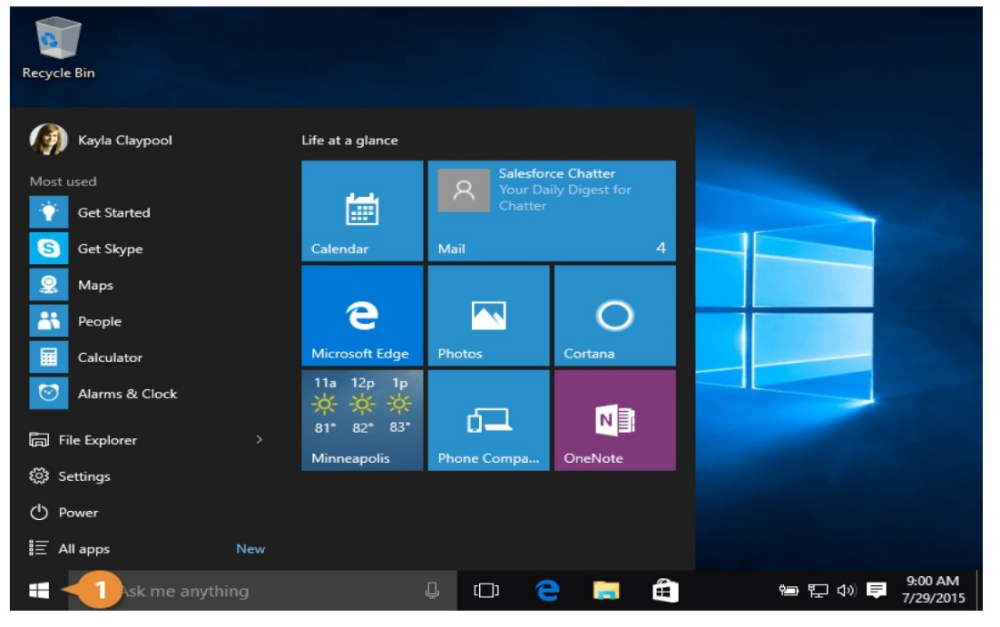 Recycle Bin
Kayla Claypool
Life at a glance
Most used
Get Started
Get Skype
Maps
People
Calculator
Alarms & Clock
File Explorer
Settings
Power
All apps New
Calendar
Salesforce Chatter
Your Daily Digest for
Chatter
Mail 4
Microsoft Edge
Photos
Cortana
11a 12p 1p
81° 82° 83°
Minneapolis
Phone Compa...
N
OneNote
1
Ask me anything
9:00 AM
7/29/2015